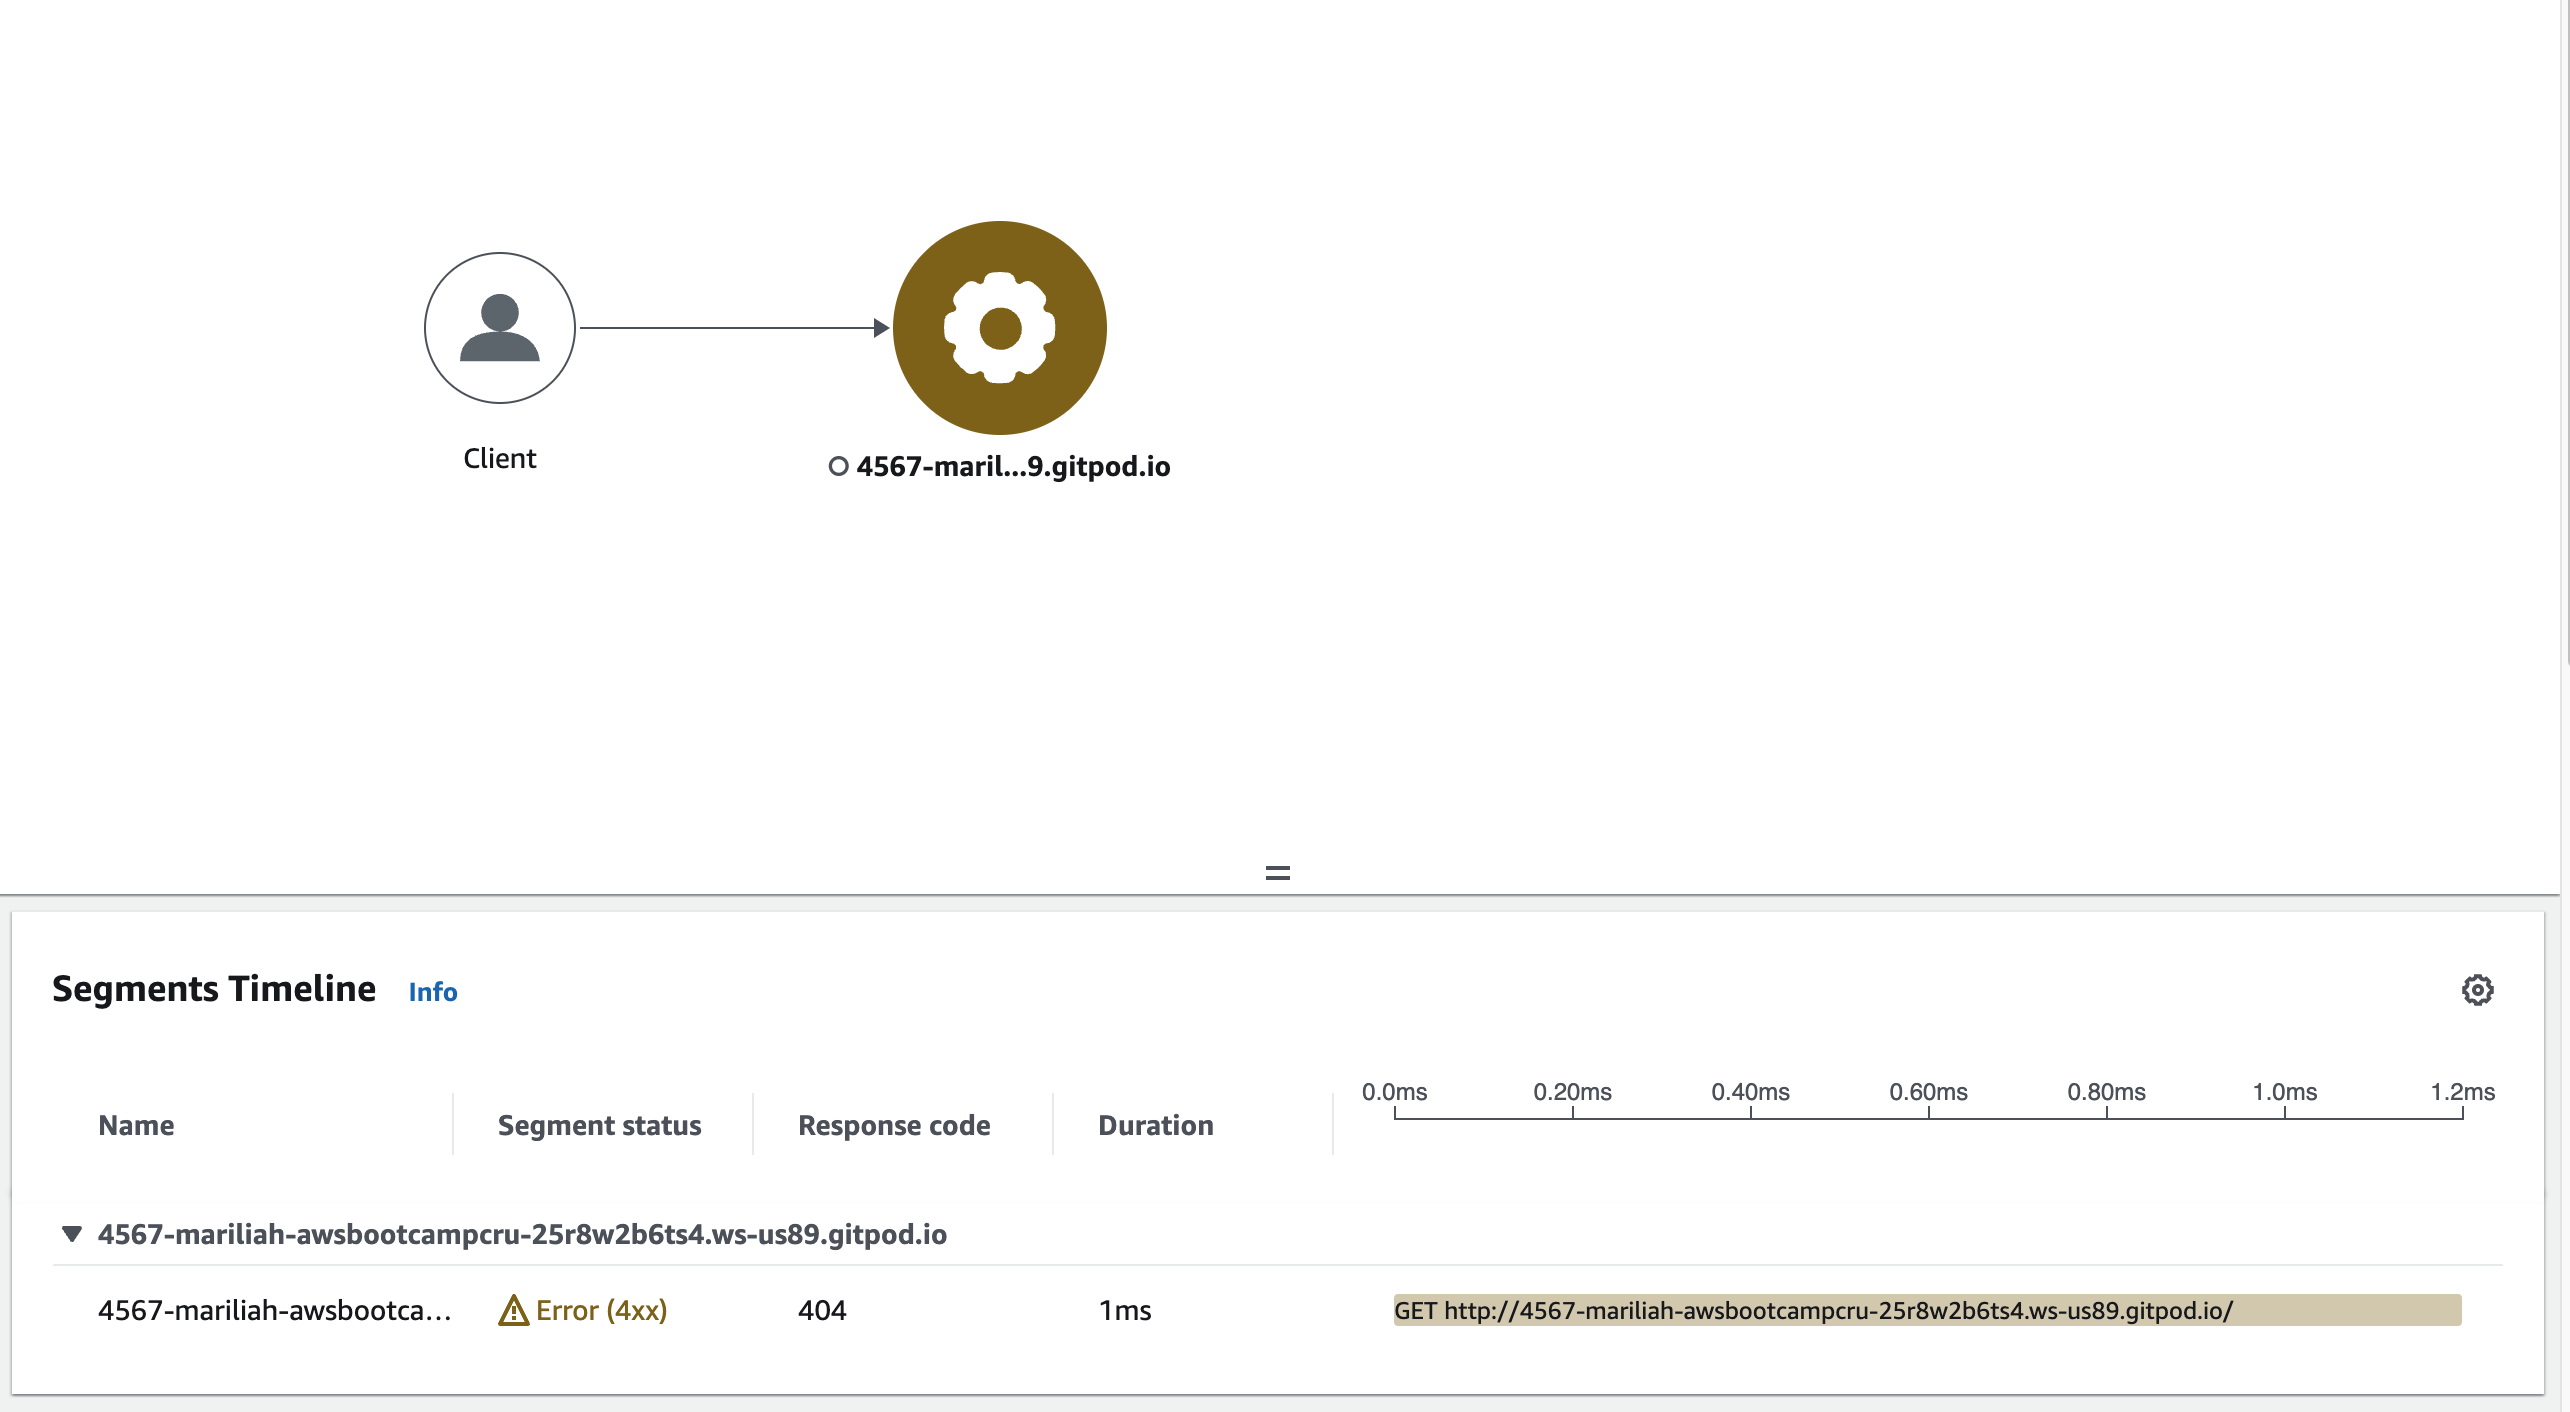 Client
4567-maril...9.gitpod.io
Segments Timeline Info
0.0ms 0.20ms 0.40ms 0.60ms 0.80ms 1.0ms 1.2ms
Name Segment status Response code Duration
4567-mariliah-awsbootcampcru-25r8w2b6ts4.ws-us89.gitpod.io
4567-mariliah-awsbootca... Error (4xx) 404 1ms GET http://4567-mariliah-awsbootcampcru-25r8w2b6ts4.ws-us89.gitpod.io/